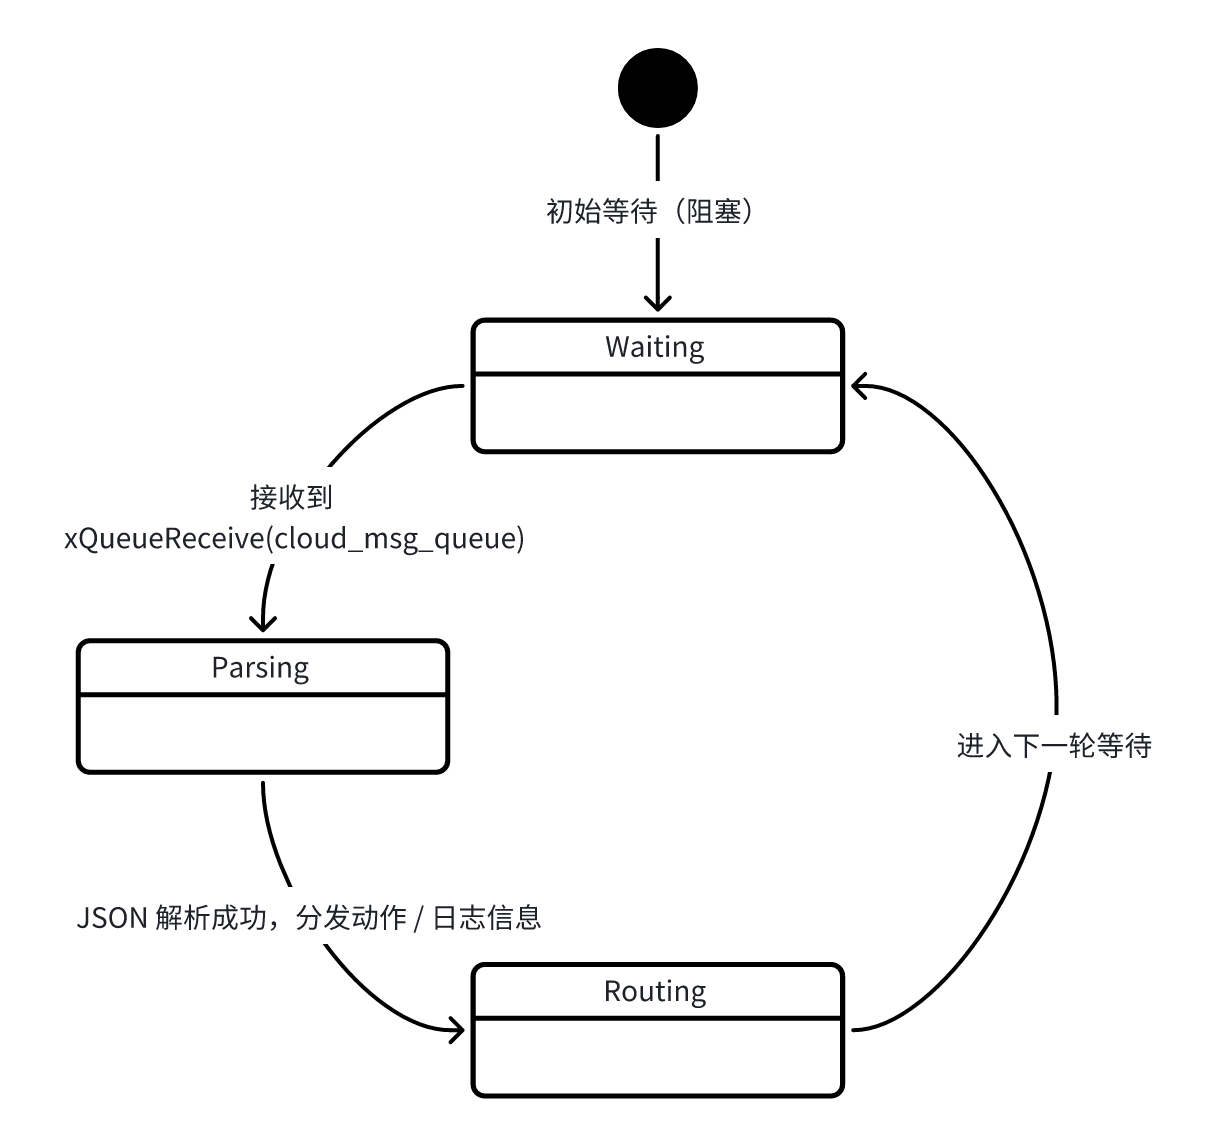 初始等待（阻塞）
Waiting
接收到
xQueueReceive(cloud_msg_queue)
Parsing
进入下一轮等待
JSON 解析成功，分发动作 / 日志信息
Routing